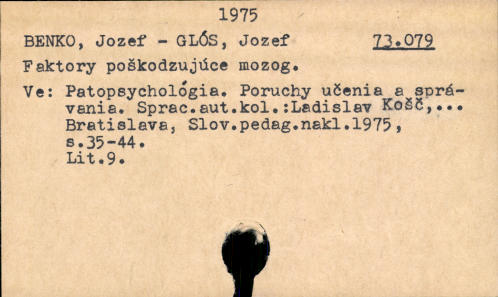 1975
BENKO, Jozef - GLÓS, Jozef 73.079
Faktory poškodzujúce mozog.
Ve: Patopsychológia. Poruchy učenia a sprá-
vania. Sprac.aut.kol.:Ladislav Košč,...
Bratislava, Slov.pedag.nakl.1975,
s.35-44.
Lit.9.